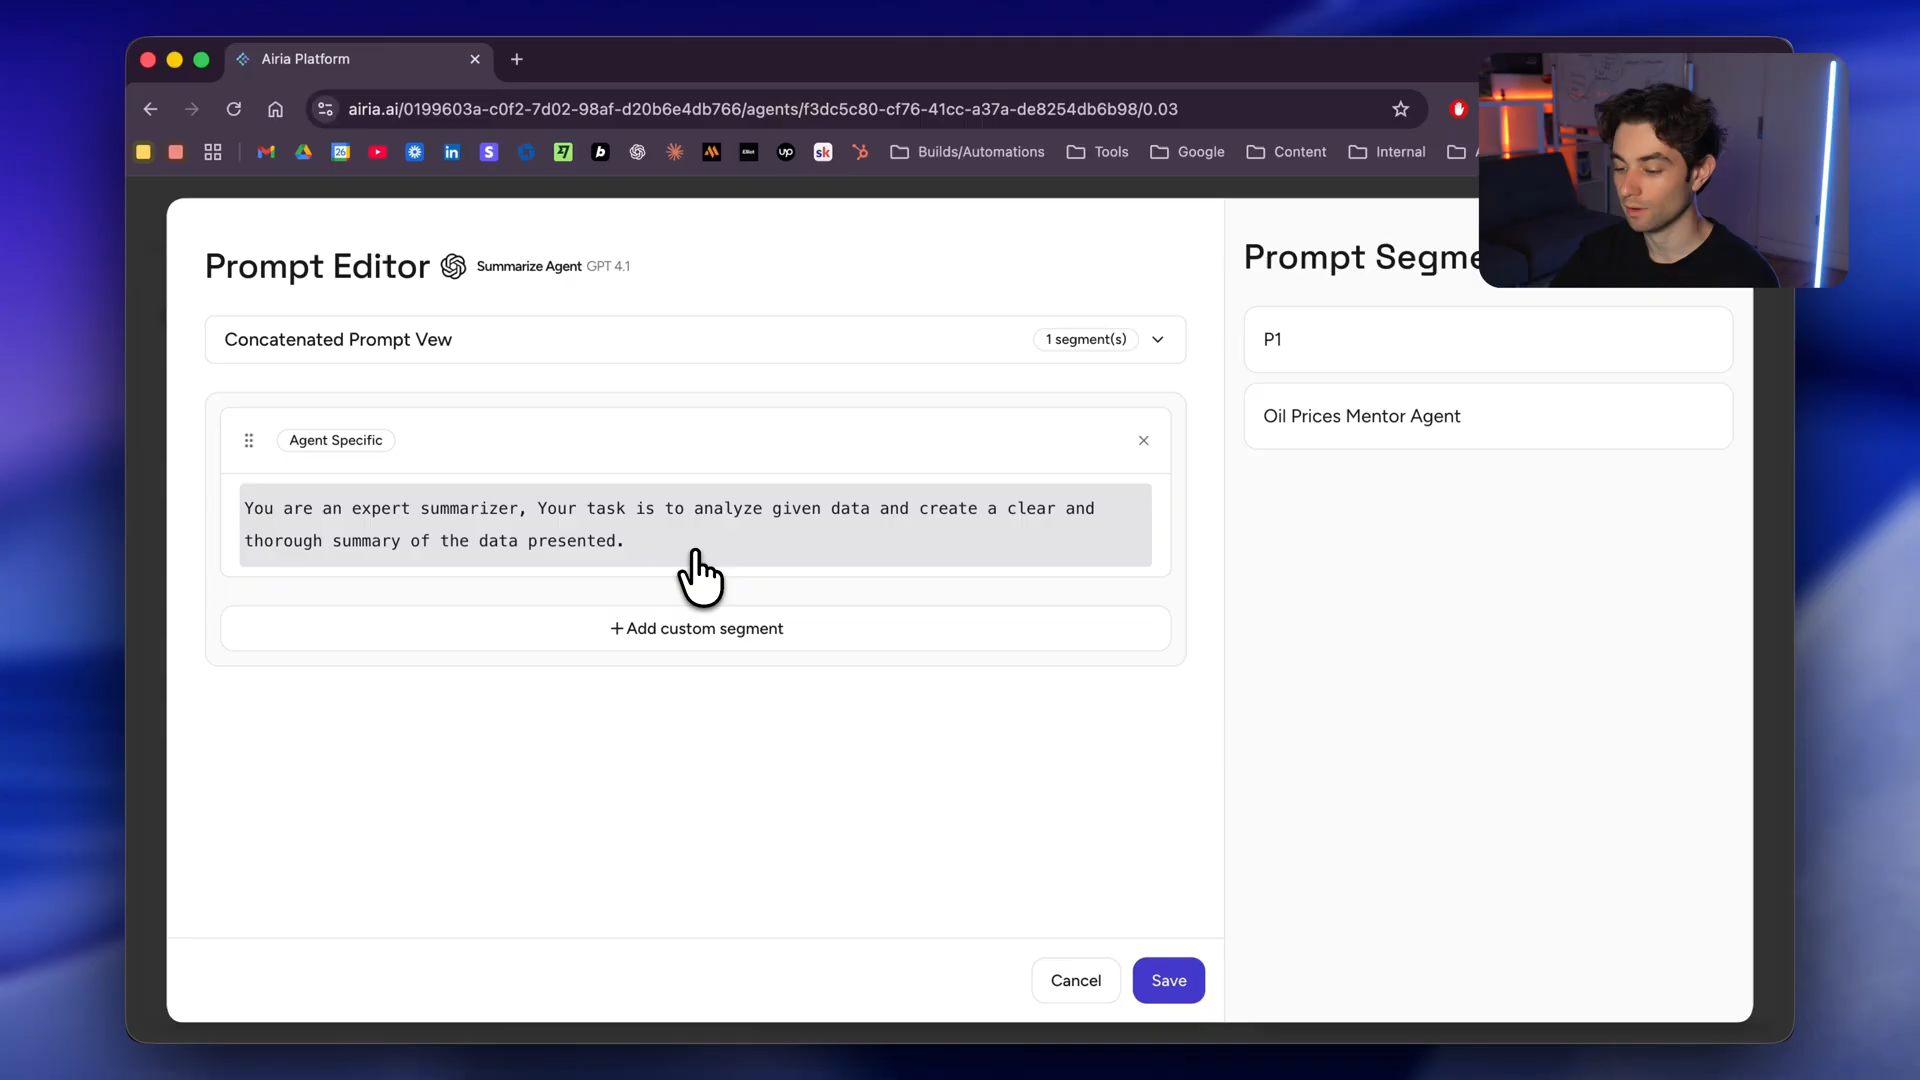 Airia Platform
airia.ai/0199603a-c0f2-7d02-98af-d20b6e4db766/agents/f3dc5c80-cf76-41cc-a37a-de8254db6b98/0.03
26
S
b
up
sk
Builds/Automations
Tools
Google
Content
Internal
Prompt Editor Summarize Agent GPT 4.1
Concatenated Prompt Vew
1 segment(s)
Agent Specific
You are an expert summarizer, Your task is to analyze given data and create a clear and
thorough summary of the data presented.
+ Add custom segment
Cancel
Save
Prompt Segme
P1
Oil Prices Mentor Agent